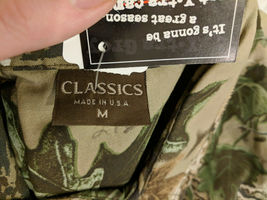 It's gonna be
a great season
CLASSICS
MADE IN U.S.A
M